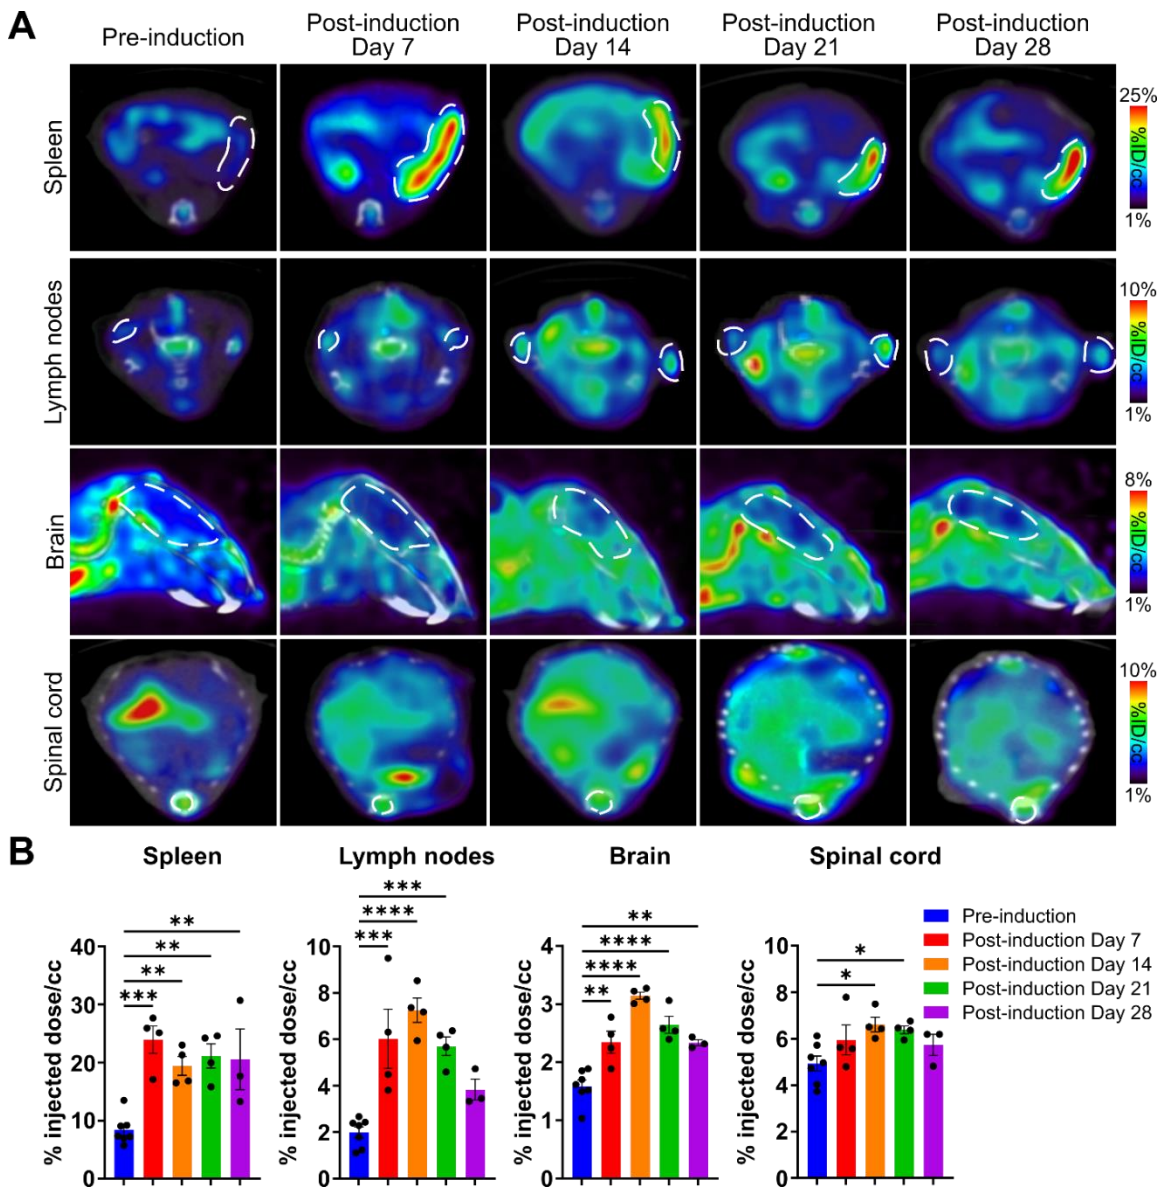 A
Pre-induction
Post-induction
Day 7
Post-induction
Day 14
Post-induction
Day 21
Post-induction
Day 28
Spleen
25%
%ID/cc
1%
Lymph nodes
10%
%ID/cc
1%
Brain
8%
%ID/cc
1%
Spinal cord
10%
%ID/cc
1%
B
Spleen
% injected dose/cc
40
30
20
10
0
**
**
**
***
Lymph nodes
% injected dose/cc
10
8
6
4
2
0
***
****
***
Brain
% injected dose/cc
4
3
2
1
0
**
****
****
**
Spinal cord
% injected dose/cc
10
8
6
4
2
0
*
*
Pre-induction
Post-induction Day 7
Post-induction Day 14
Post-induction Day 21
Post-induction Day 28